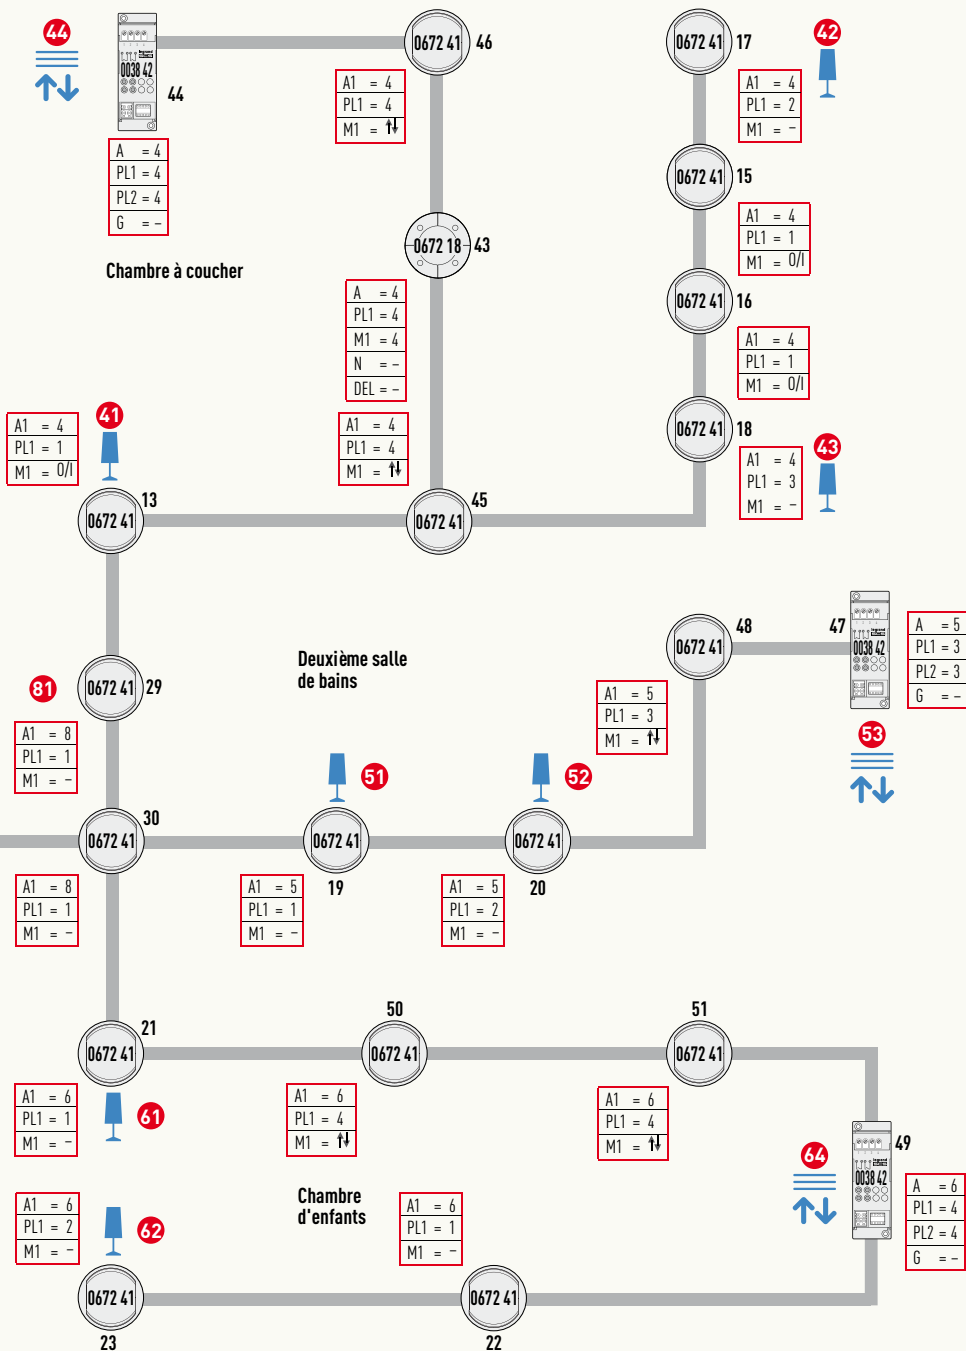 44
0038 42
44
A = 4
PL1 = 4
PL2 = 4
G = –
0672 41
46
A1 = 4
PL1 = 4
M1 = ↑↓
0672 41
17
42
A1 = 4
PL1 = 2
M1 = –
0672 41
15
A1 = 4
PL1 = 1
M1 = 0/I
0672 18
43
A = 4
PL1 = 4
M1 = 4
N = –
DEL = –
Chambre à coucher
0672 41
16
A1 = 4
PL1 = 1
M1 = 0/I
0672 41
18
43
A1 = 4
PL1 = 3
M1 = –
A1 = 4
PL1 = 1
M1 = 0/I
41
0672 41
13
A1 = 4
PL1 = 4
M1 = ↑↓
45
0672 41
81
0672 41
29
A1 = 8
PL1 = 1
M1 = –
Deuxième salle
de bains
0672 41
48
A1 = 5
PL1 = 3
M1 = ↑↓
47
0038 42
A = 5
PL1 = 3
PL2 = 3
G = –
53
30
0672 41
A1 = 8
PL1 = 1
M1 = –
51
0672 41
19
A1 = 5
PL1 = 1
M1 = –
52
0672 41
20
A1 = 5
PL1 = 2
M1 = –
21
0672 41
A1 = 6
PL1 = 1
M1 = –
61
50
0672 41
A1 = 6
PL1 = 4
M1 = ↑↓
51
0672 41
A1 = 6
PL1 = 4
M1 = ↑↓
64
0038 42
49
A = 6
PL1 = 4
PL2 = 4
G = –
Chambre
d'enfants
A1 = 6
PL1 = 2
M1 = –
62
0672 41
23
A1 = 6
PL1 = 1
M1 = –
0672 41
22